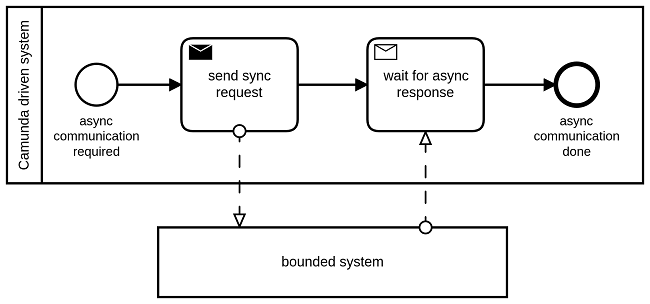 Camunda driven system
send sync
request
wait for async
response
async
communication
required
async
communication
done
bounded system